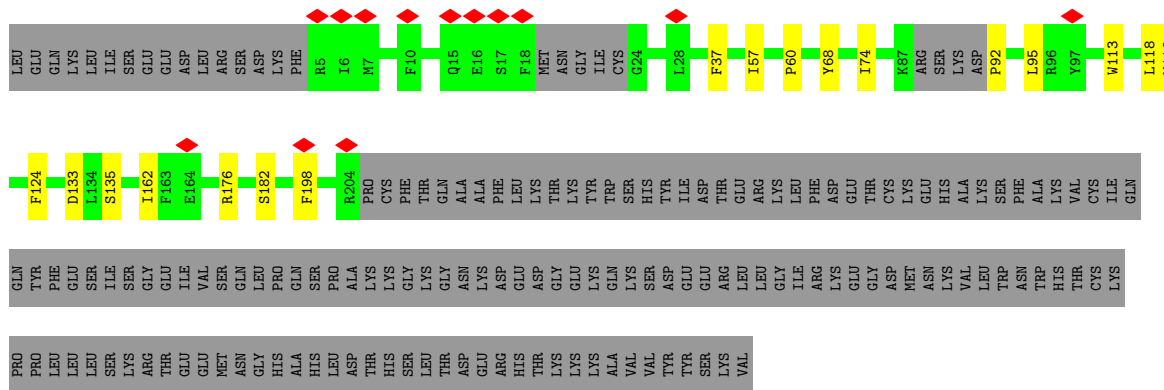 LEU GLU GLN LYS LEU ILE SER GLU GLU ASP LEU ARG SER ASP LYS PHE R5 I6 M7 F10 Q15 E16 S17 F18 MET ASN GLY ILE CYS G24 L28 F37 I57 P60 Y68 I74 K87 ARG SER LYS ASP P92 L95 R96 Y97 W113 L118
F124 D133 L134 S135 I162 F163 E164 R176 S182 F198 R204 PRO CYS PHE THR GLN ALA ALA PHE LEU LYS THR LYS TYR TRP SER HIS TYR ILE ASP THR GLU ARG LYS LEU PHE ASP GLU THR CYS LYS GLU HIS ALA LYS SER PHE ALA LYS VAL CYS ILE GLN
GLN TYR PHE GLU SER ILE SER GLY GLU ILE VAL SER GLN LEU PRO GLN SER PRO ALA LYS LYS GLY LYS GLY ASN LYS ASP GLU ASP GLY GLU LYS GLN LYS SER ASP GLU GLU ARG LEU LEU GLY ILE ARG LYS GLU GLY ASP MET ASN LYS VAL LEU TRP ASN TRP HIS THR CYS LYS
PRO PRO LEU LEU LEU SER LYS ARG THR GLU GLU MET ASN GLY HIS ALA HIS LEU ASP THR HIS SER LEU THR ASP GLU ARG HIS THR LYS LYS LYS ALA VAL VAL TYR TYR SER LYS VAL